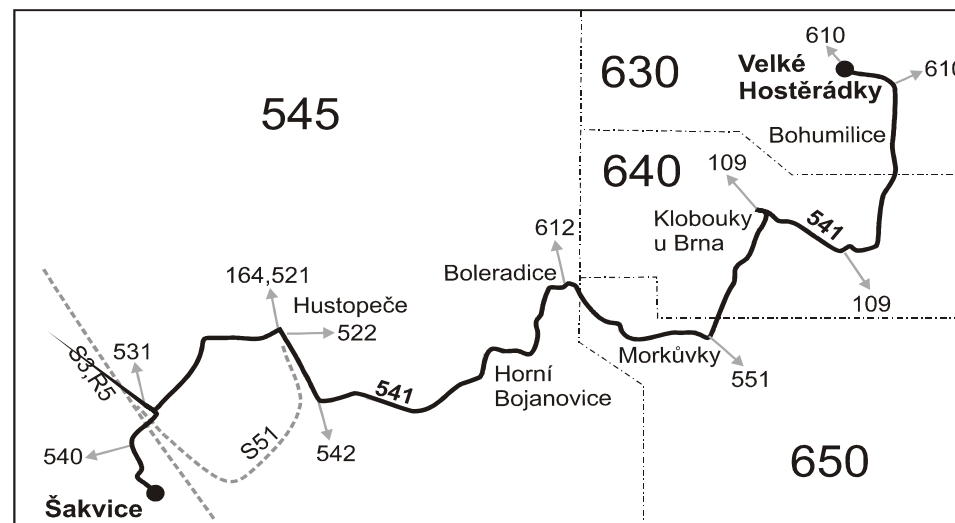 610
630
Velké
Hostěrádky
610
545
Bohumilice
640
109
Klobouky
u Brna
541
612
Boleradice
164,521
Hustopeče
109
522
531
S3,R5
Morkůvky
541
Horní
Bojanovice
551
S51
540
542
650
Šakvice